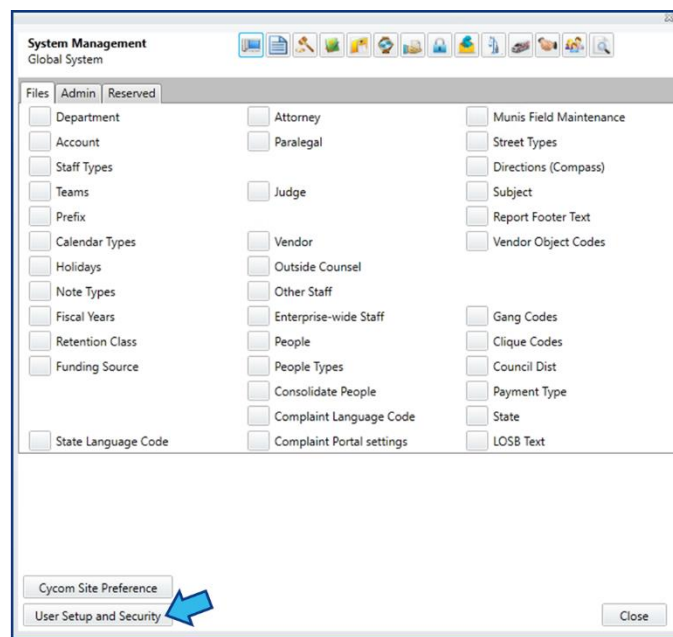 System Management
Global System
Files Admin Reserved
Department Attorney Munis Field Maintenance
Account Paralegal Street Types
Staff Types Directions (Compass)
Teams Judge Subject
Prefix Report Footer Text
Calendar Types Vendor Vendor Object Codes
Holidays Outside Counsel
Note Types Other Staff
Fiscal Years Enterprise-wide Staff Gang Codes
Retention Class People Clique Codes
Funding Source People Types Council Dist
Consolidate People Payment Type
Complaint Language Code State
State Language Code Complaint Portal settings LOSB Text
Cycom Site Preference
User Setup and Security Close